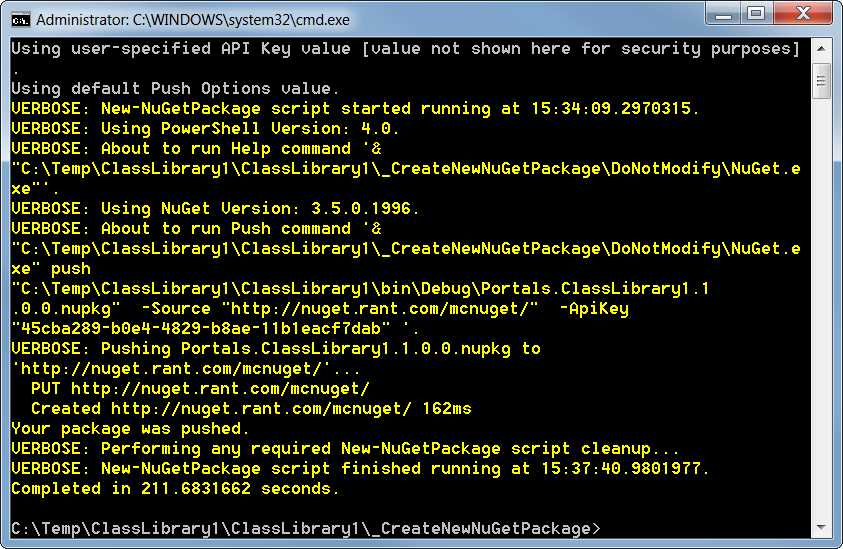 Administrator: C:\WINDOWS\system32\cmd.exe
Using user-specified API Key value [value not shown here for security purposes]
.
Using default Push Options value.
VERBOSE: New-NuGetPackage script started running at 15:34:09.2970315.
VERBOSE: Using PowerShell Version: 4.0.
VERBOSE: About to run Help command '&
"C:\Temp\ClassLibrary1\ClassLibrary1\_CreateNewNuGetPackage\DoNotModify\NuGet.e
xe"'.
VERBOSE: Using NuGet Version: 3.5.0.1996.
VERBOSE: About to run Push command '&
"C:\Temp\ClassLibrary1\ClassLibrary1\_CreateNewNuGetPackage\DoNotModify\NuGet.e
xe" push
"C:\Temp\ClassLibrary1\ClassLibrary1\bin\Debug\Portals.ClassLibrary1.1
.0.0.nupkg"  -Source "http://nuget.rant.com/mcnuget/"  -ApiKey
"45cba289-b0e4-4829-b8ae-11b1eacf7dab" '.
VERBOSE: Pushing Portals.ClassLibrary1.1.0.0.nupkg to
'http://nuget.rant.com/mcnuget/'...
  PUT http://nuget.rant.com/mcnuget/
  Created http://nuget.rant.com/mcnuget/ 162ms
Your package was pushed.
VERBOSE: Performing any required New-NuGetPackage script cleanup...
VERBOSE: New-NuGetPackage script finished running at 15:37:40.9801977.
Completed in 211.6831662 seconds.
C:\Temp\ClassLibrary1\ClassLibrary1\_CreateNewNuGetPackage>